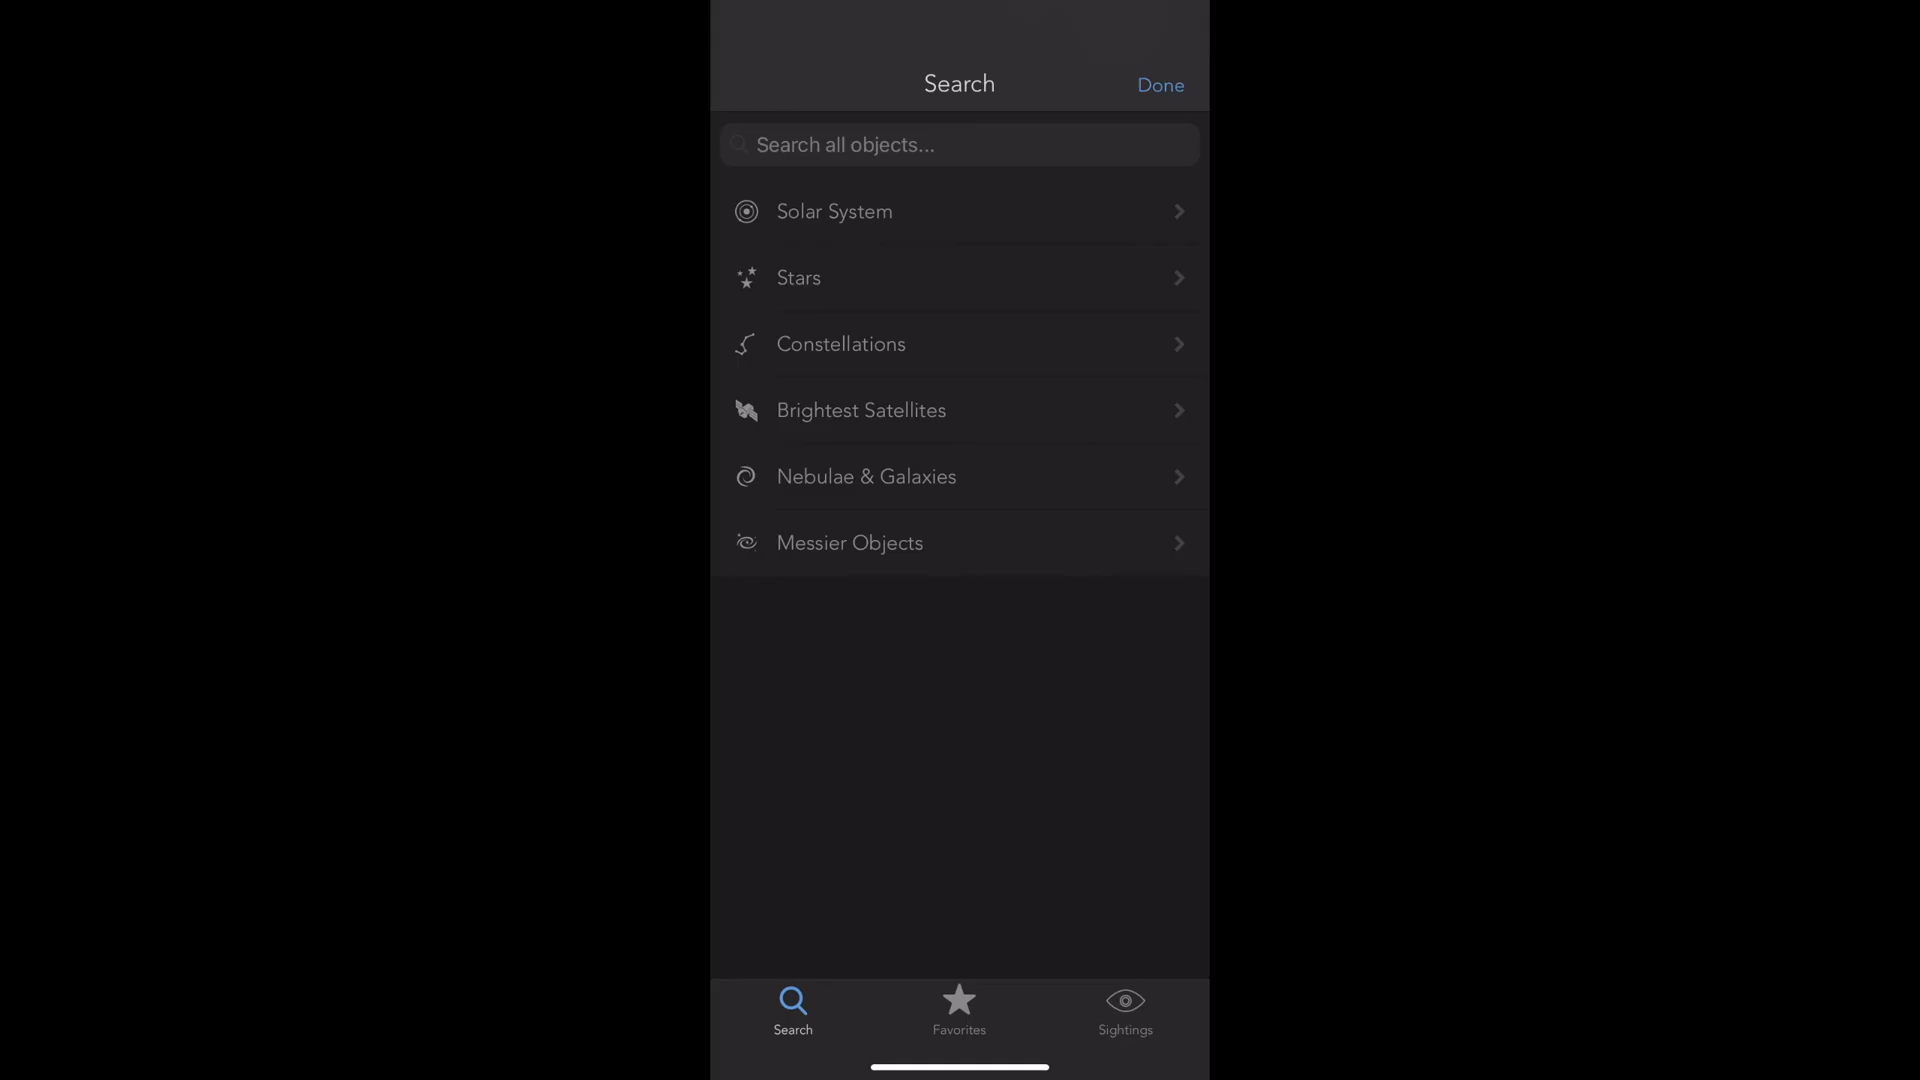 Search
Done
Search all objects...
Solar System
Stars
Constellations
Brightest Satellites
Nebulae & Galaxies
Messier Objects
Search
Favorites
Sightings